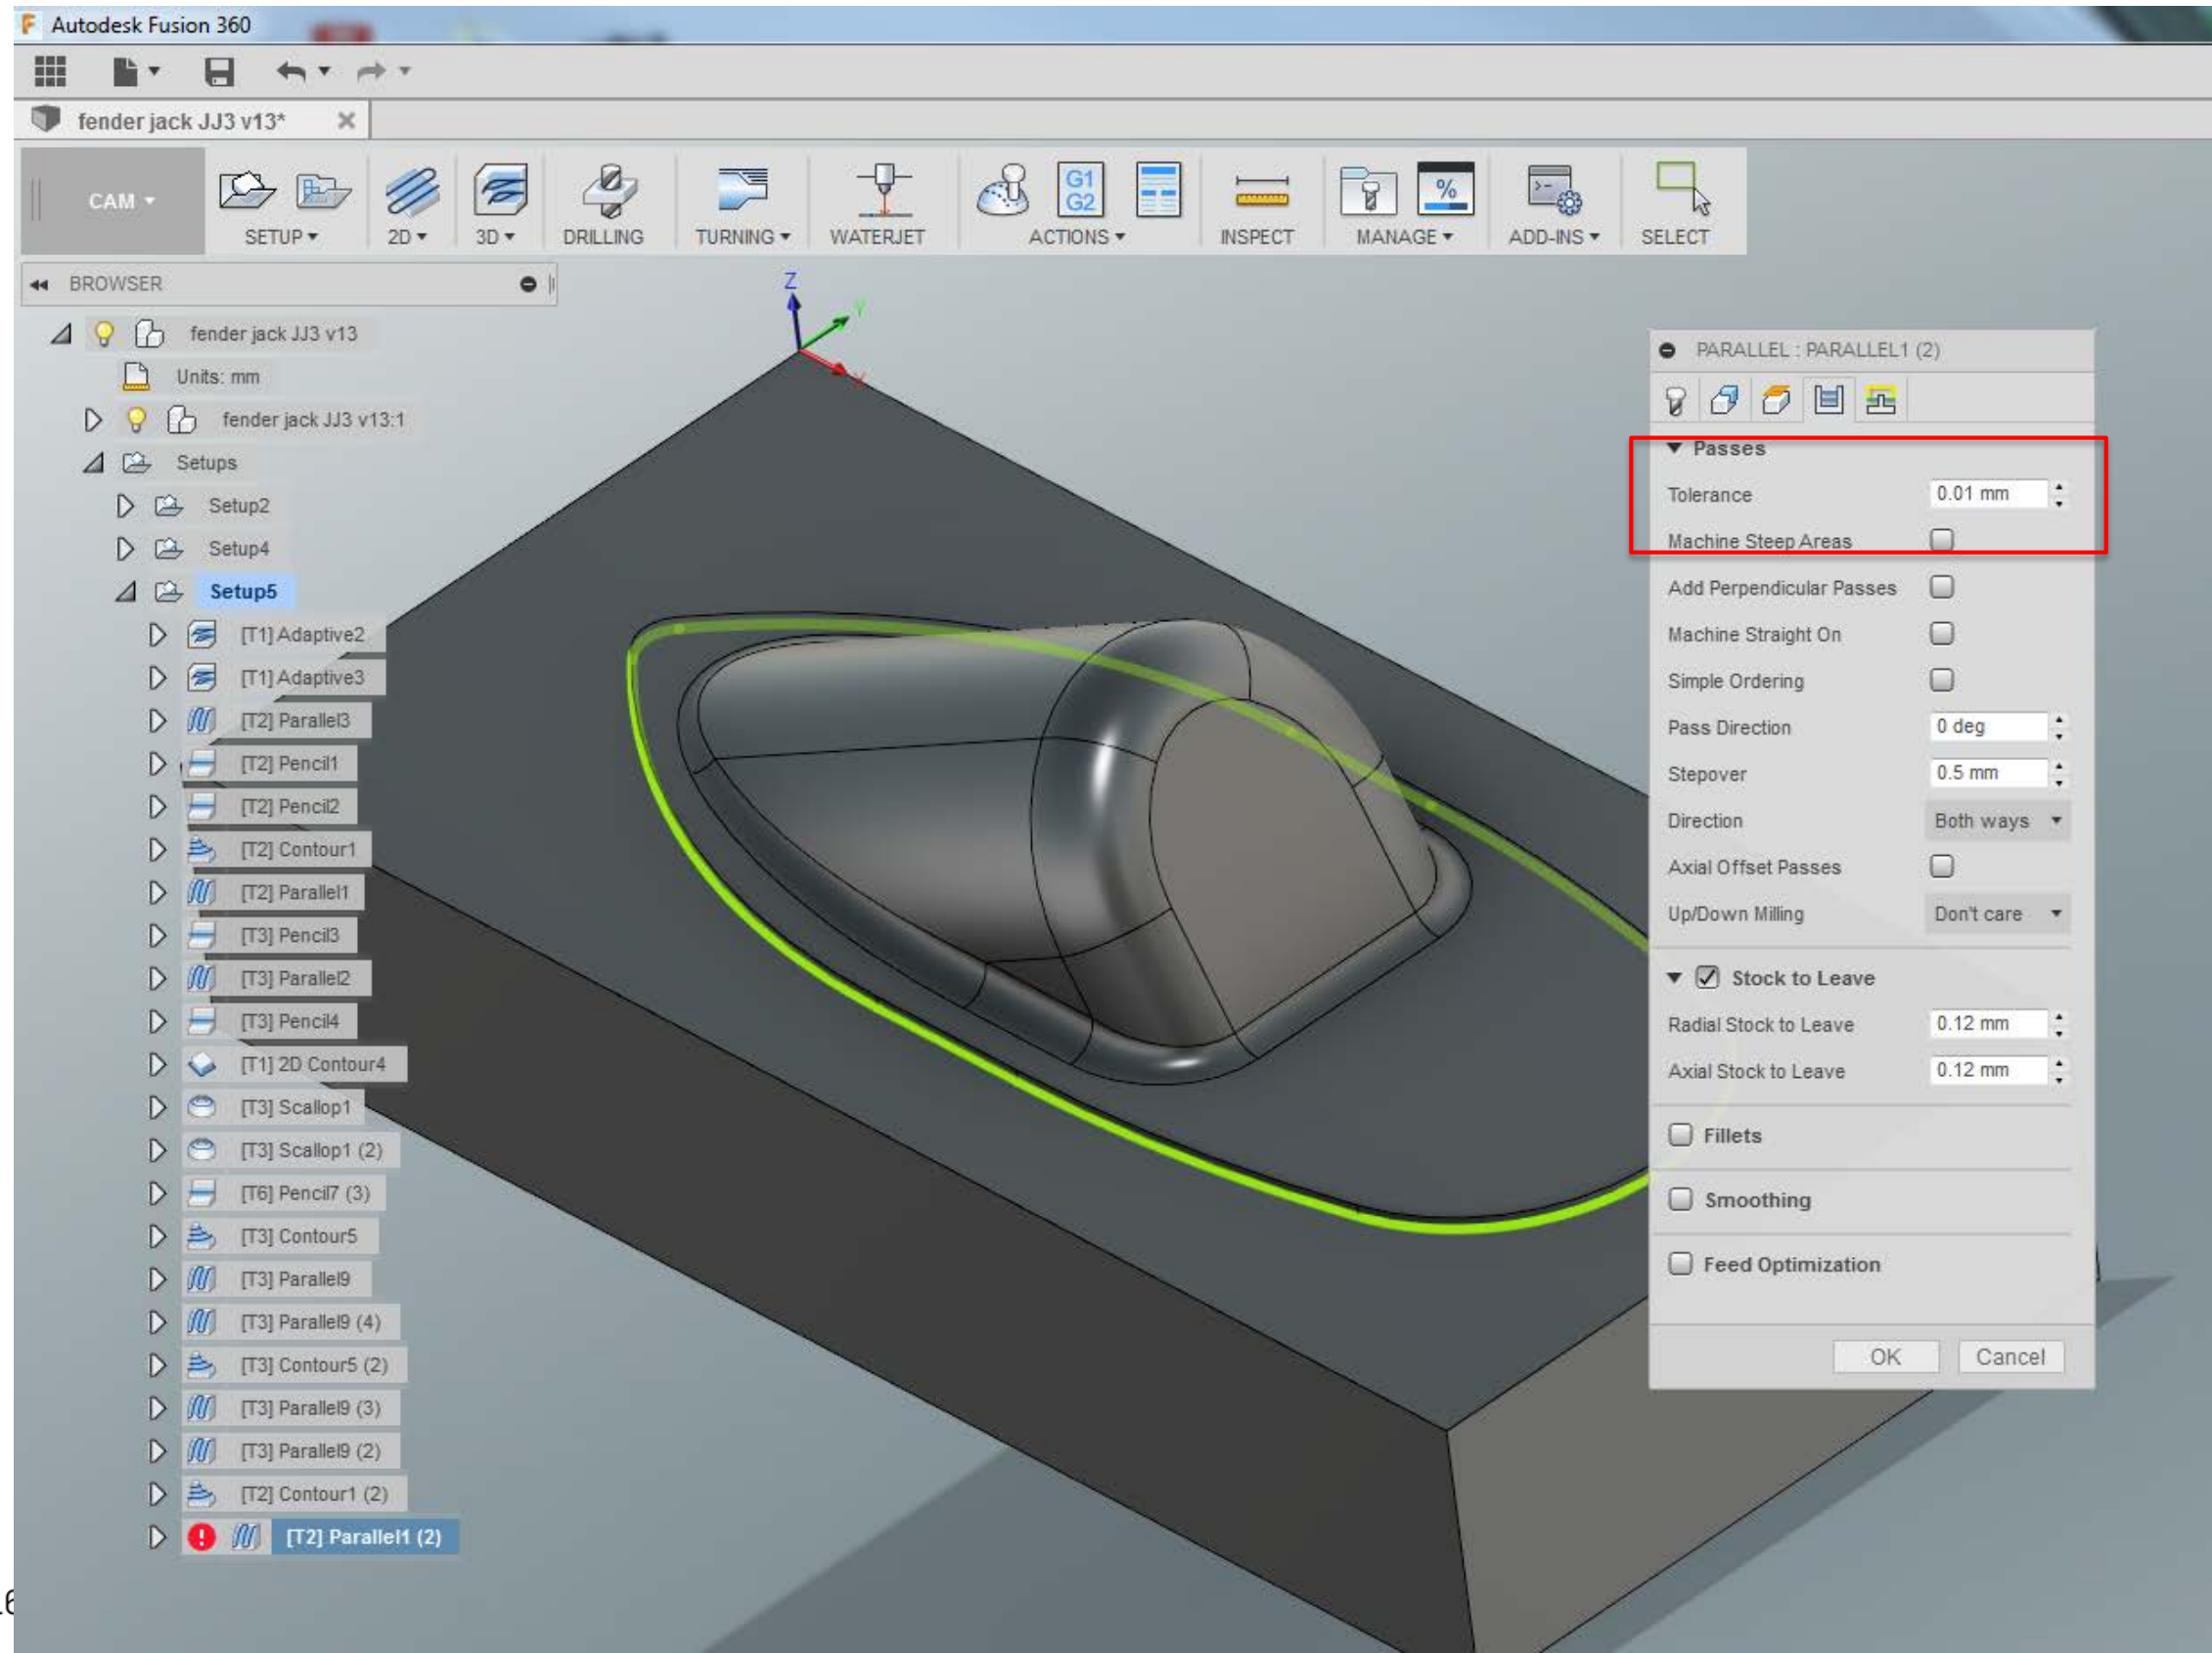 Autodesk Fusion 360
fender jack JJ3 v13*
CAM
SETUP
2D
3D
DRILLING
TURNING
WATERJET
G1
G2
ACTIONS
INSPECT
%
MANAGE
ADD-INS
SELECT
BROWSER
fender jack JJ3 v13
Units: mm
fender jack JJ3 v13:1
Setups
Setup2
Setup4
Setup5
[T1] Adaptive2
[T1] Adaptive3
[T2] Parallel3
[T2] Pencil1
[T2] Pencil2
[T2] Contour1
[T2] Parallel1
[T3] Pencil3
[T3] Parallel2
[T3] Pencil4
[T1] 2D Contour4
[T3] Scallop1
[T3] Scallop1 (2)
[T6] Pencil7 (3)
[T3] Contour5
[T3] Parallel9
[T3] Parallel9 (4)
[T3] Contour5 (2)
[T3] Parallel9 (3)
[T3] Parallel9 (2)
[T2] Contour1 (2)
[T2] Parallel1 (2)
Z
Y
X
PARALLEL : PARALLEL1 (2)
Passes
Tolerance 0.01 mm
Machine Steep Areas
Add Perpendicular Passes
Machine Straight On
Simple Ordering
Pass Direction 0 deg
Stepover 0.5 mm
Direction Both ways
Axial Offset Passes
Up/Down Milling Don't care
Stock to Leave
Radial Stock to Leave 0.12 mm
Axial Stock to Leave 0.12 mm
Fillets
Smoothing
Feed Optimization
OK Cancel